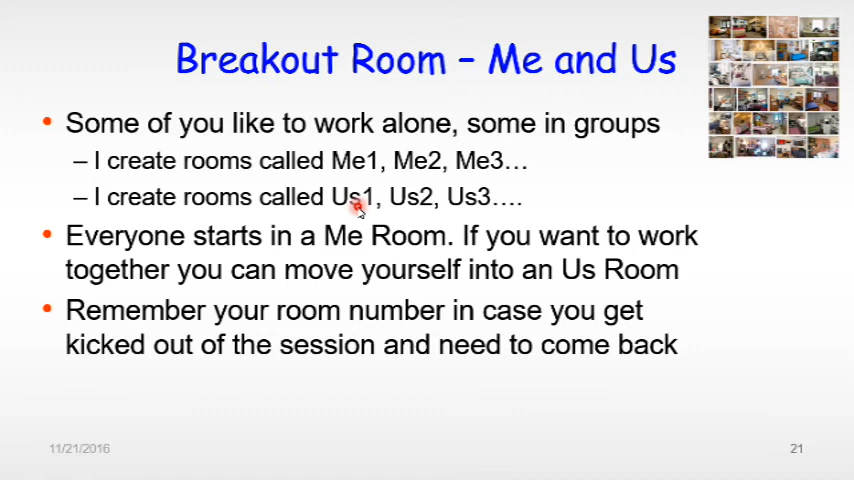 Breakout Room – Me and Us
• Some of you like to work alone, some in groups
– I create rooms called Me1, Me2, Me3…
– I create rooms called Us1, Us2, Us3….
• Everyone starts in a Me Room. If you want to work
together you can move yourself into an Us Room
• Remember your room number in case you get
kicked out of the session and need to come back
11/21/2016
21